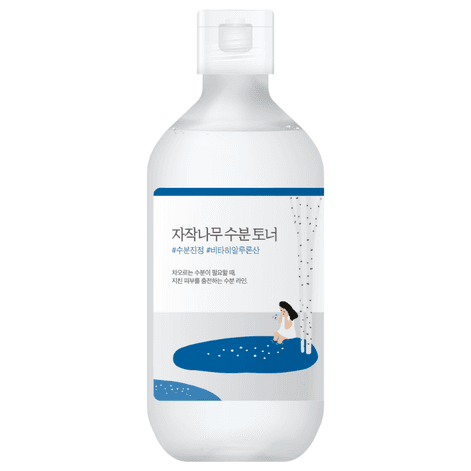 자작나무 수분 토너
#수분진정 #비타히알루론산
차오르는 수분이 필요할 때,
지친 피부를 충전하는 수분 라인.